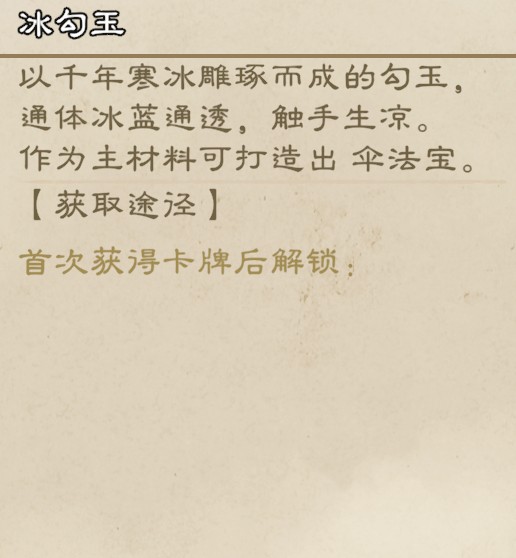 冰勾玉
以千年寒冰雕琢而成的勾玉，
通体冰蓝通透，触手生凉。
作为主材料可打造出 伞法宝。
【获取途径】
首次获得卡牌后解锁：